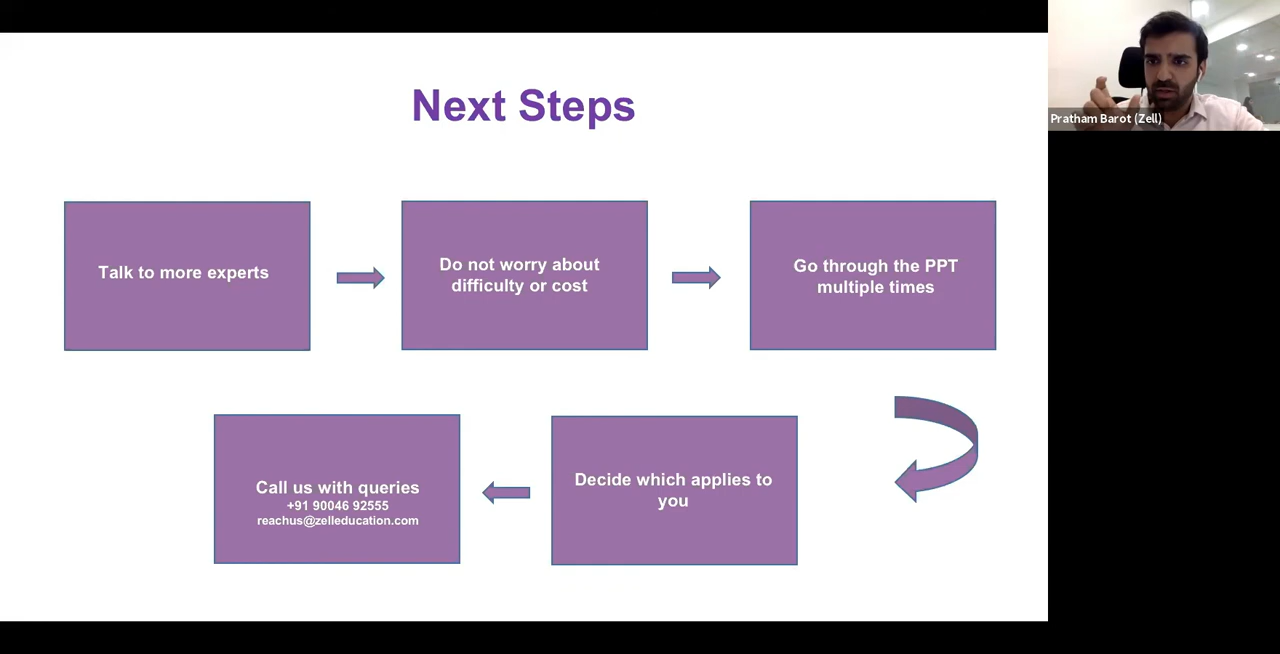 Next Steps
Pratham Barot (Zell)
Talk to more experts
Do not worry about
difficulty or cost
Go through the PPT
multiple times
Call us with queries
+91 90046 92555
reachus@zelleducation.com
Decide which applies to
you